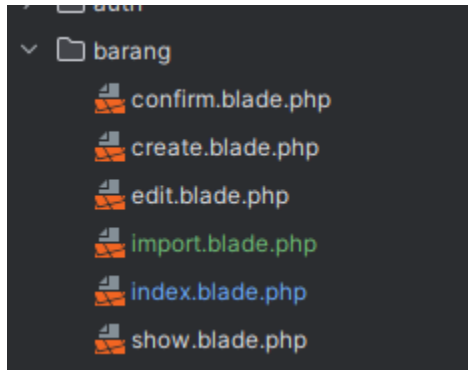 auth
barang
confirm.blade.php
create.blade.php
edit.blade.php
import.blade.php
index.blade.php
show.blade.php